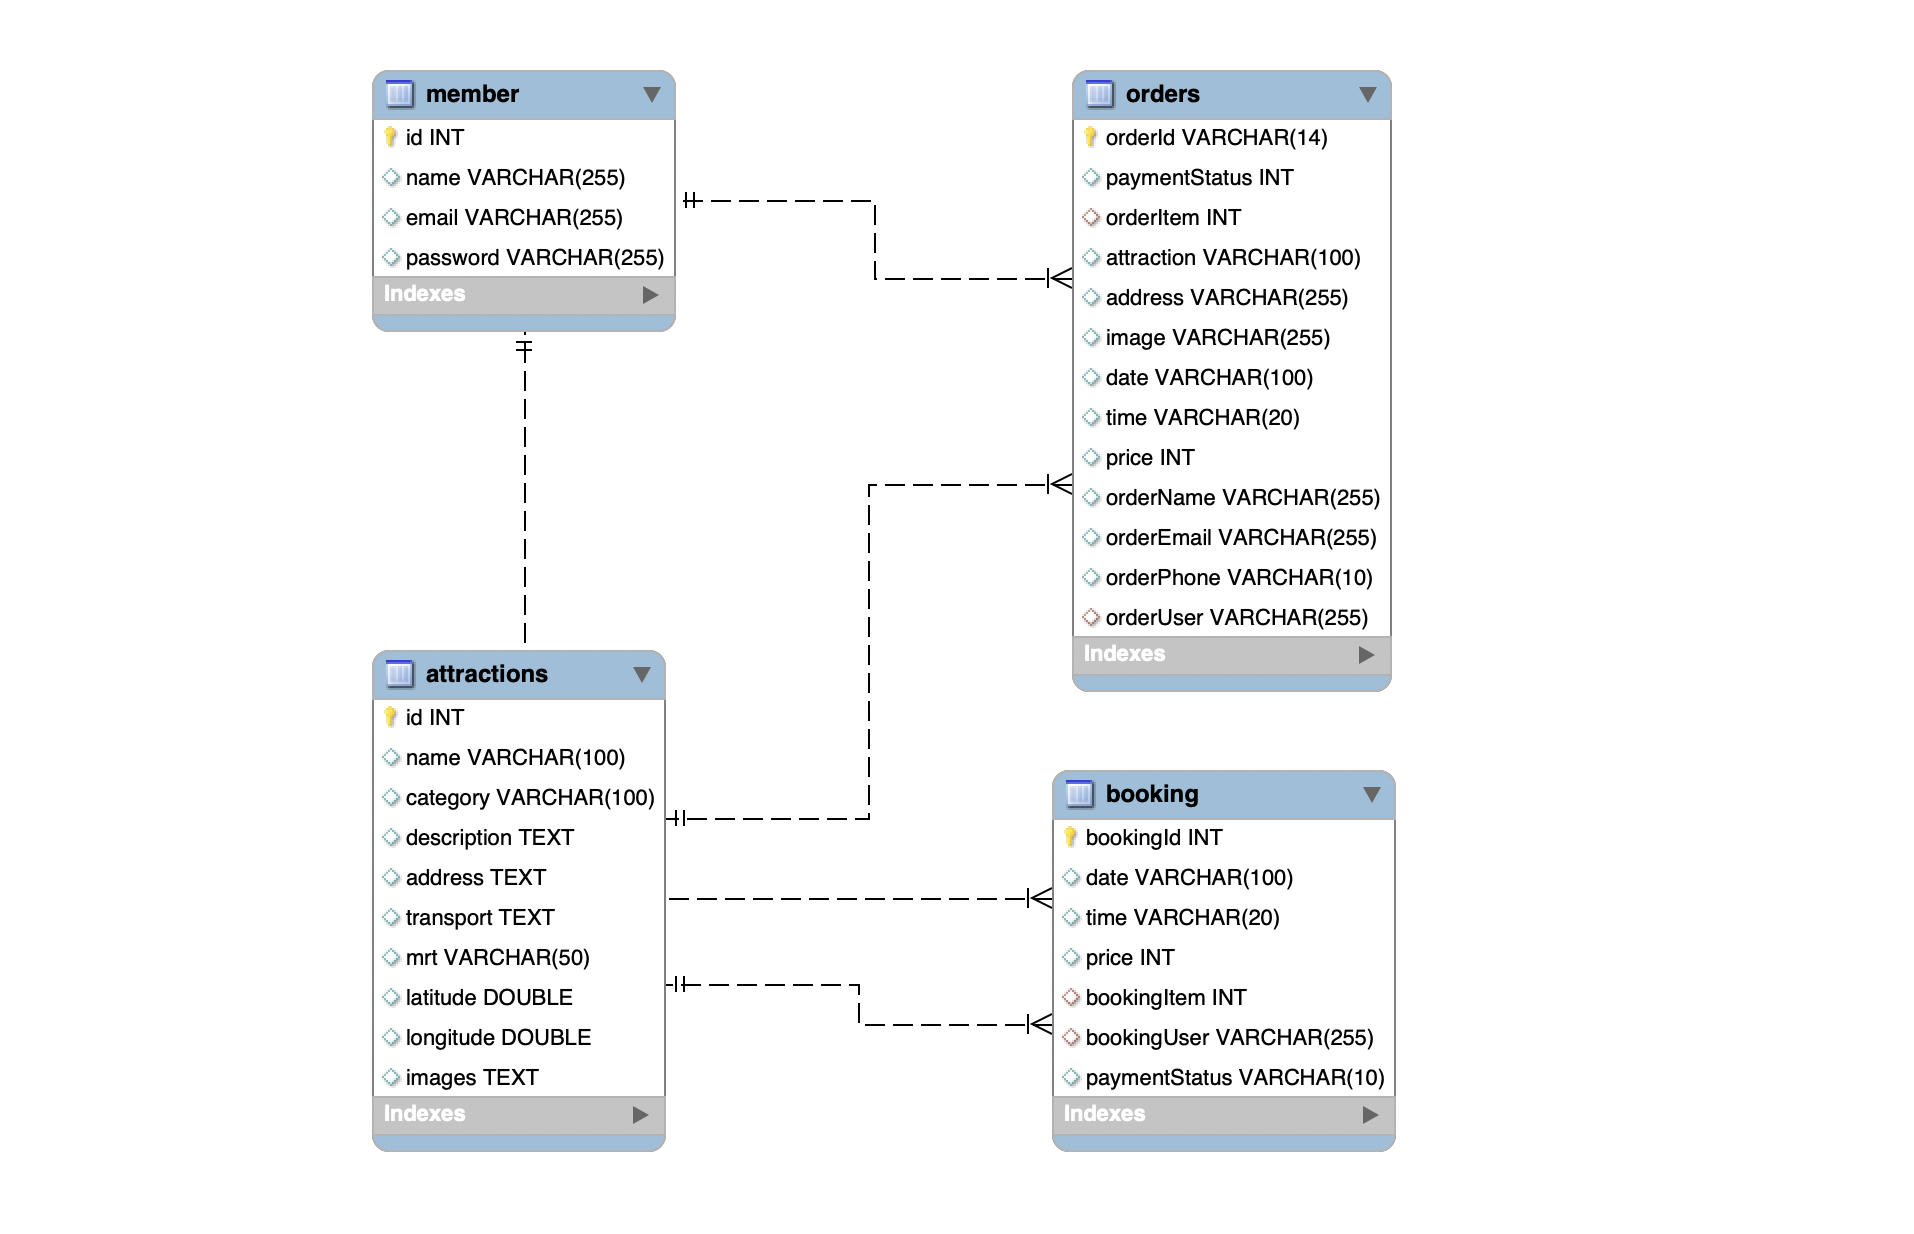 member
id INT
name VARCHAR(255)
email VARCHAR(255)
password VARCHAR(255)
Indexes
orders
orderId VARCHAR(14)
paymentStatus INT
orderItem INT
attraction VARCHAR(100)
address VARCHAR(255)
image VARCHAR(255)
date VARCHAR(100)
time VARCHAR(20)
price INT
orderName VARCHAR(255)
orderEmail VARCHAR(255)
orderPhone VARCHAR(10)
orderUser VARCHAR(255)
Indexes
attractions
id INT
name VARCHAR(100)
category VARCHAR(100)
description TEXT
address TEXT
transport TEXT
mrt VARCHAR(50)
latitude DOUBLE
longitude DOUBLE
images TEXT
Indexes
booking
bookingId INT
date VARCHAR(100)
time VARCHAR(20)
price INT
bookingItem INT
bookingUser VARCHAR(255)
paymentStatus VARCHAR(10)
Indexes